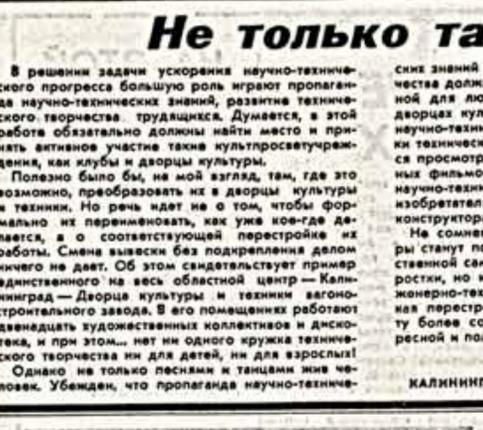 Не только та
В решении задачи ускорения научно-техниче-
ского прогресса большую роль играют пропаган-
да научно-технических знаний, развитие техниче-
ского творчества трудящихся. Думается, в этой
работе обязательно должны найти место и при-
нять активное участие такие культпросветучреж-
дения, как клубы и дворцы культуры.
Полезно было бы, на мой взгляд, там, где это
возможно, преобразовать их в дворцы культуры
и техники. Но речь идет не о том, чтобы фор-
мально их переименовать, как уже кое-где де-
лается, а о соответствующей перестройке их
работы. Смена вывески без подкрепления делом
ничего не дает. Об этом свидетельствует пример
единственного на весь областной центр — Кали-
нинград — Дворца культуры и техники вагоно-
строительного завода. В его помещениях работают
двенадцать художественных коллективов и диско-
тека, и при этом... нет ни одного кружка техниче-
ского творчества ни для детей, ни для взрослых!
Однако не только песнями и танцами жив че-
ловек. Убежден, что пропаганда научно-техниче-
ских знаний
чества долж
ной для лю
дворцах кул
научно-техни
ки техническ
ся просмотр
ных фильмо
научно-техни
изобретател
конструктор
Не сомне
ры станут по
ственной сам
ростки, но и
женерно-тех
ная перестр
ту более со
ресной и пол
КАЛИНИНГ